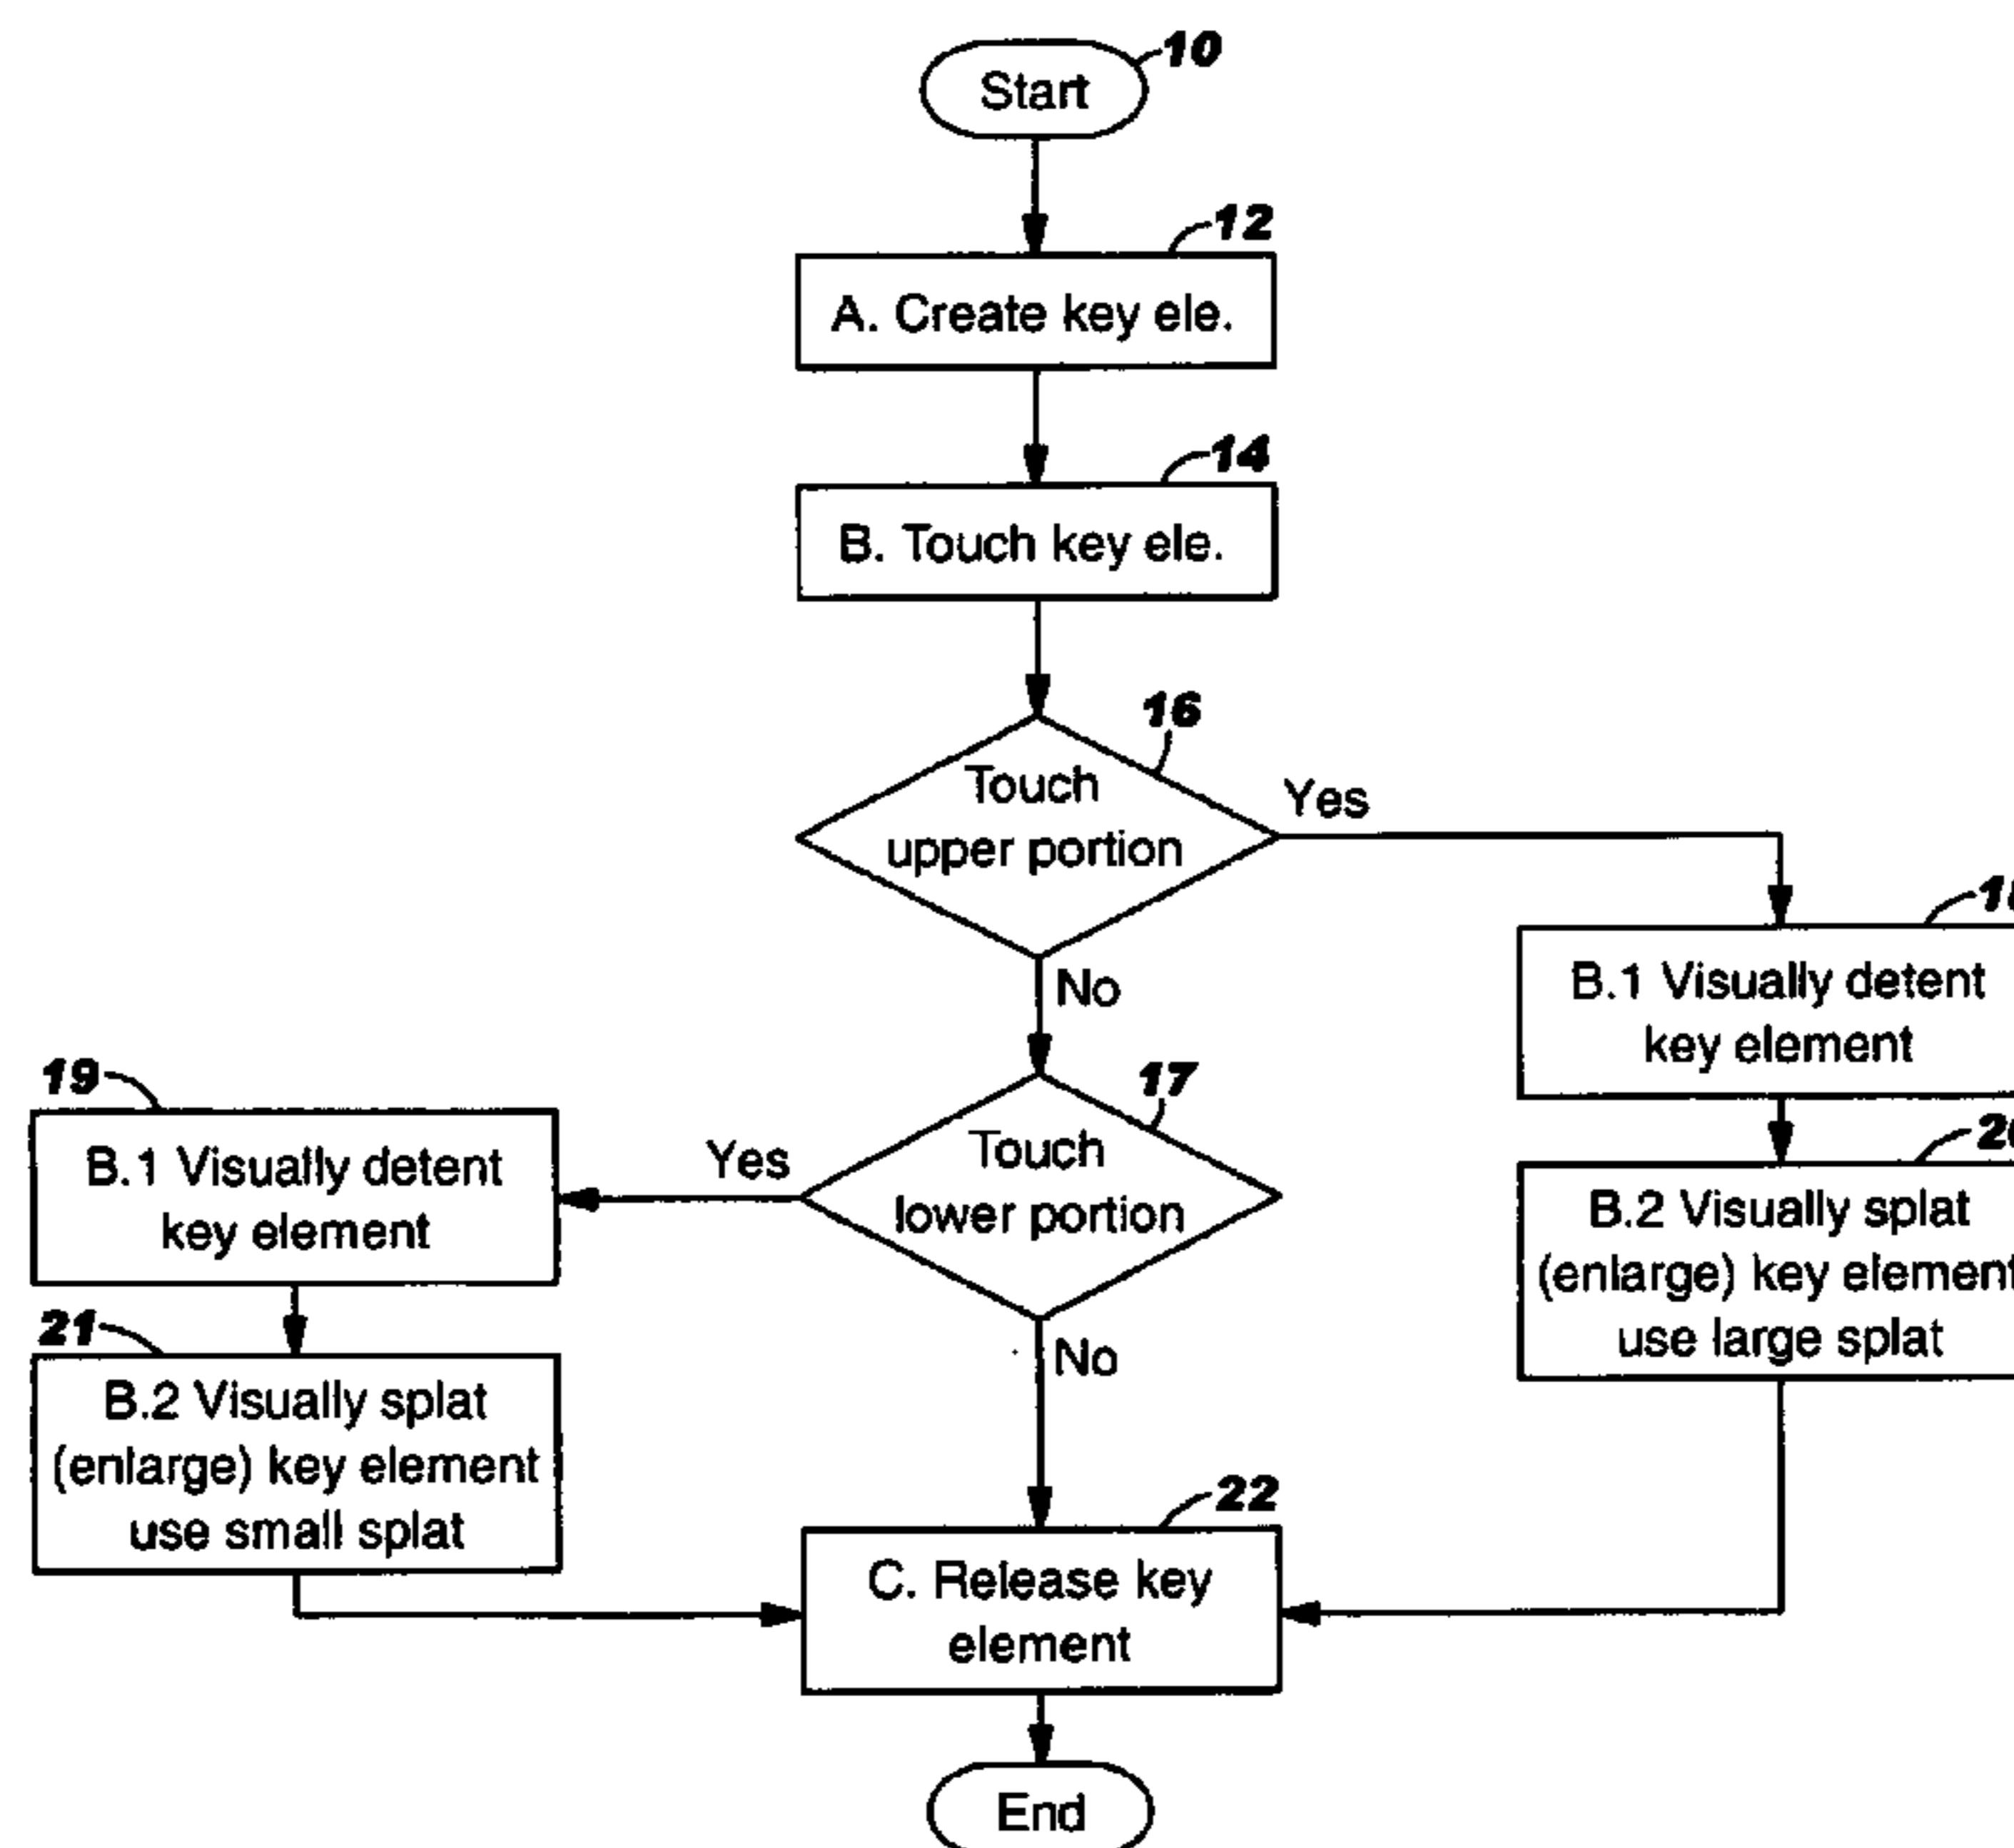 10
Start
12
A. Create key ele.
14
B. Touch key ele.
16
Touch
upper portion
Yes
No
B.1 Visually detent
key element
17
Touch
lower portion
Yes
No
19
B.1 Visually detent
key element
B.2 Visually splat
(enlarge) key element
use large splat
21
B.2 Visually splat
(enlarge) key element
use small splat
22
C. Release key
element
End